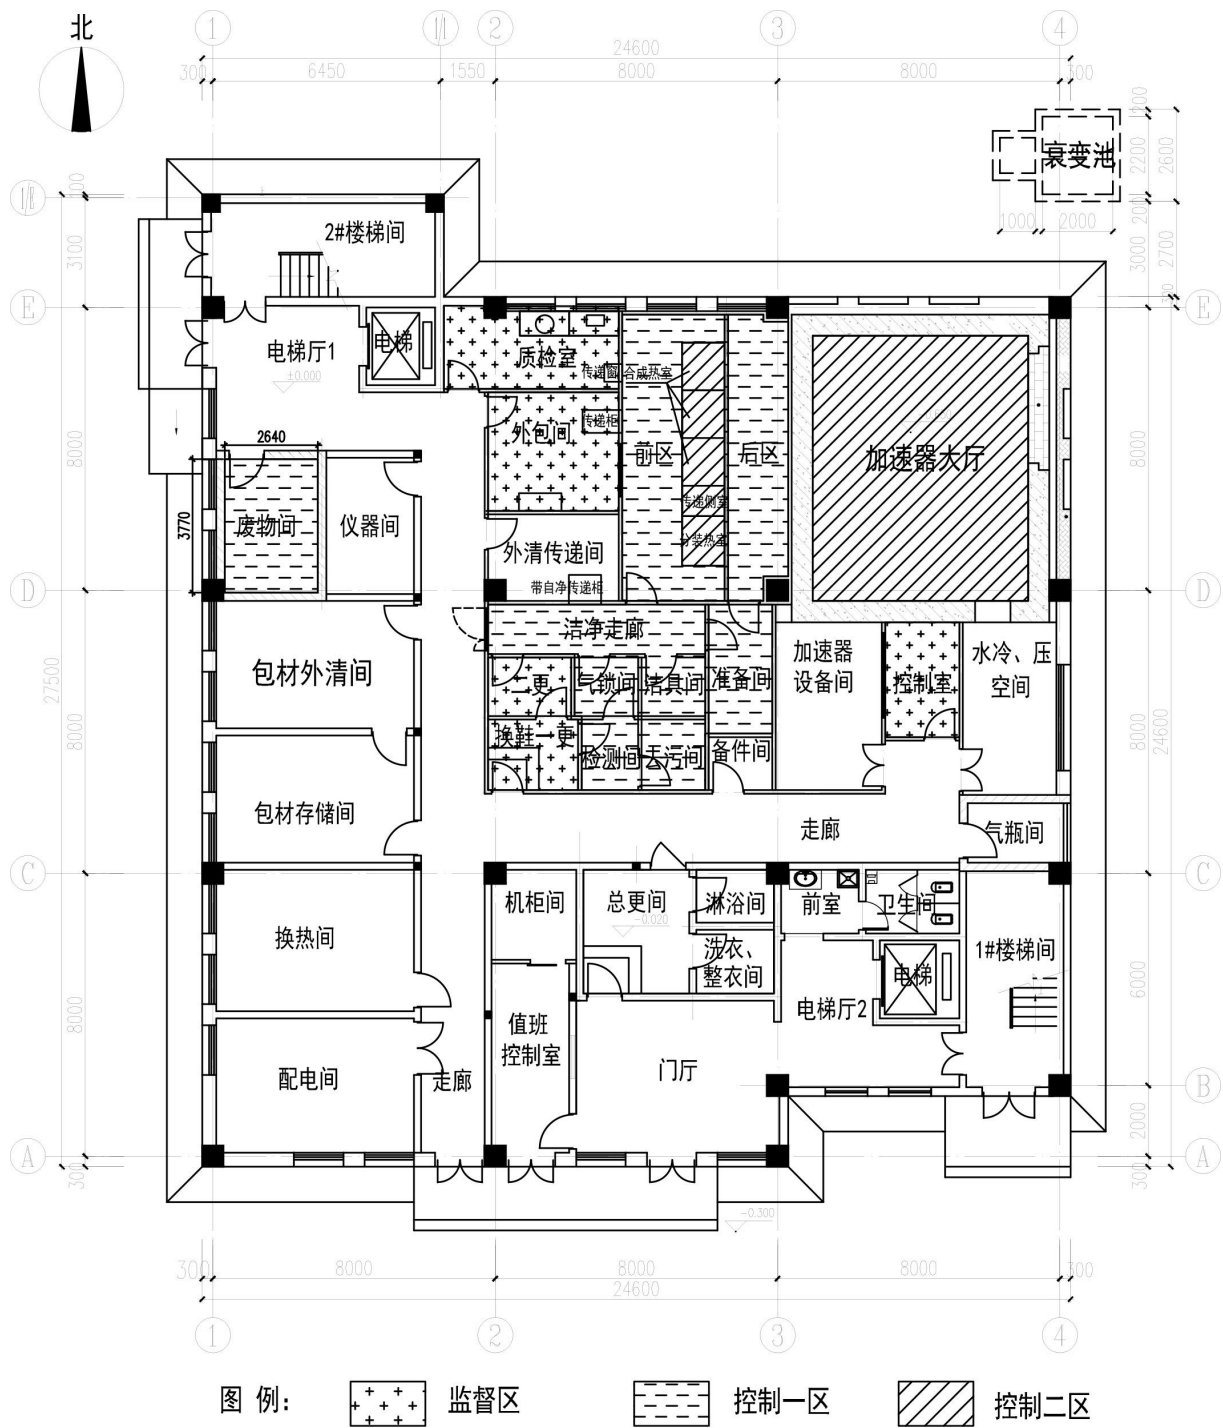 北
1
1/1
2
3
4
24600
300
6450
1550
8000
8000
300
衰变池
200
2200
200
2600
1000
2000
3000
2700
300
1/E
3100
2#楼梯间
E
E
电梯厅1
±0.000
电梯
质检室
传递窗
合成热室
传递柜
外包间
前区
后区
加速器大厅
8000
8000
2640
3770
废物间
仪器间
传递侧室
分装热室
外清传递间
带自净传递柜
D
D
洁净走廊
27500
24600
包材外清间
二更
气锁间
洁具间
准备间
加速器
设备间
控制室
水冷、压
空间
换鞋一更
检测间
去污间
备件间
8000
8000
包材存储间
走廊
气瓶间
C
C
机柜间
总更间
-0.020
淋浴间
前室
卫生间
换热间
洗衣、
整衣间
1#楼梯间
电梯
6000
电梯厅2
值班
控制室
8000
配电间
走廊
门厅
B
2000
A
A
300
300
-0.300
300
8000
8000
8000
300
24600
1
2
3
4
图 例：
监督区
控制一区
控制二区